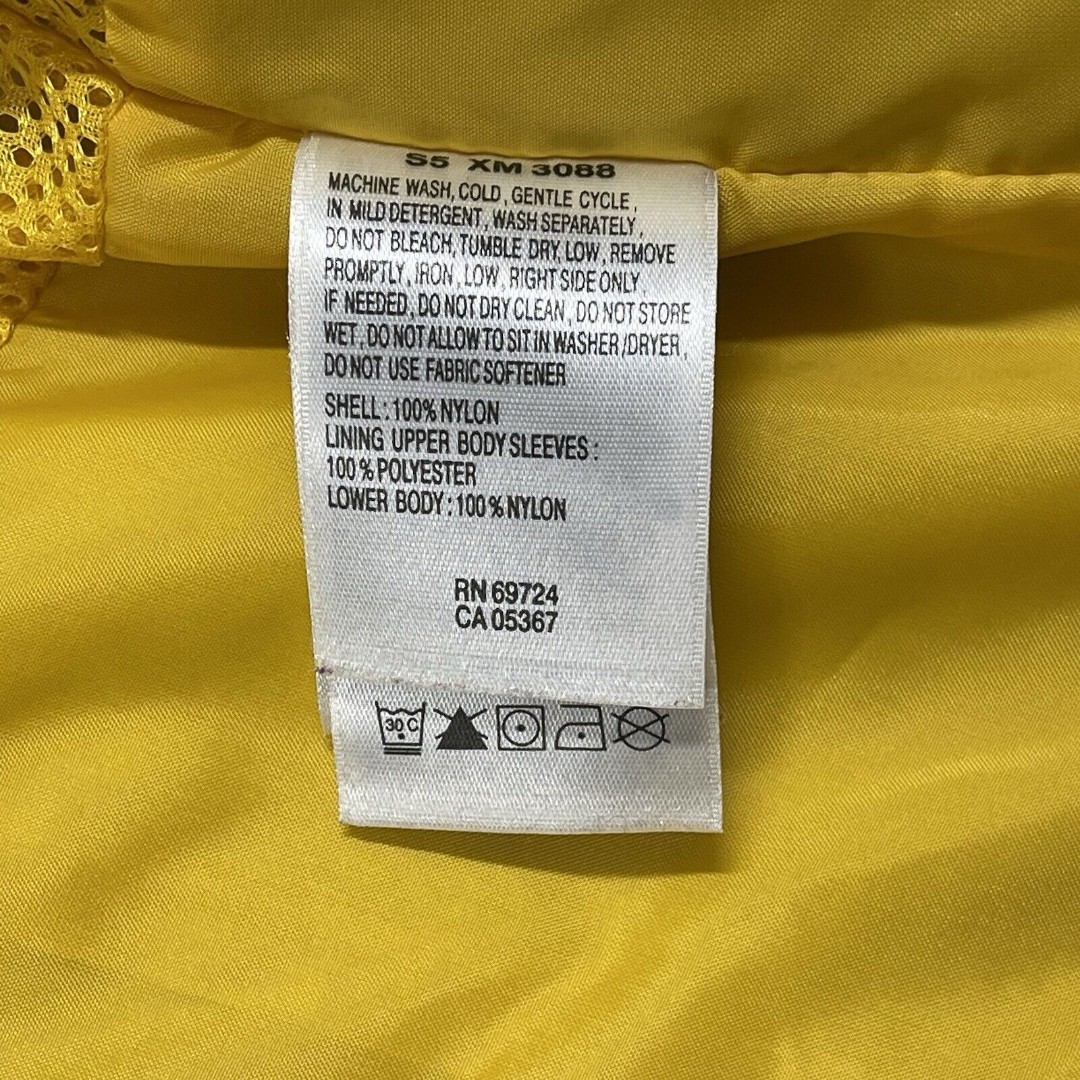 S5 XM 3088
MACHINE WASH, COLD, GENTLE CYCLE,
IN MILD DETERGENT, WASH SEPARATELY,
DO NOT BLEACH, TUMBLE DRY, LOW, REMOVE
PROMPTLY, IRON, LOW, RIGHT SIDE ONLY
IF NEEDED, DO NOT DRY CLEAN, DO NOT STORE
WET, DO NOT ALLOW TO SIT IN WASHER/DRYER,
DO NOT USE FABRIC SOFTENER
SHELL: 100% NYLON
LINING UPPER BODY SLEEVES:
100% POLYESTER
LOWER BODY: 100% NYLON
RN 69724
CA 05367
30 C